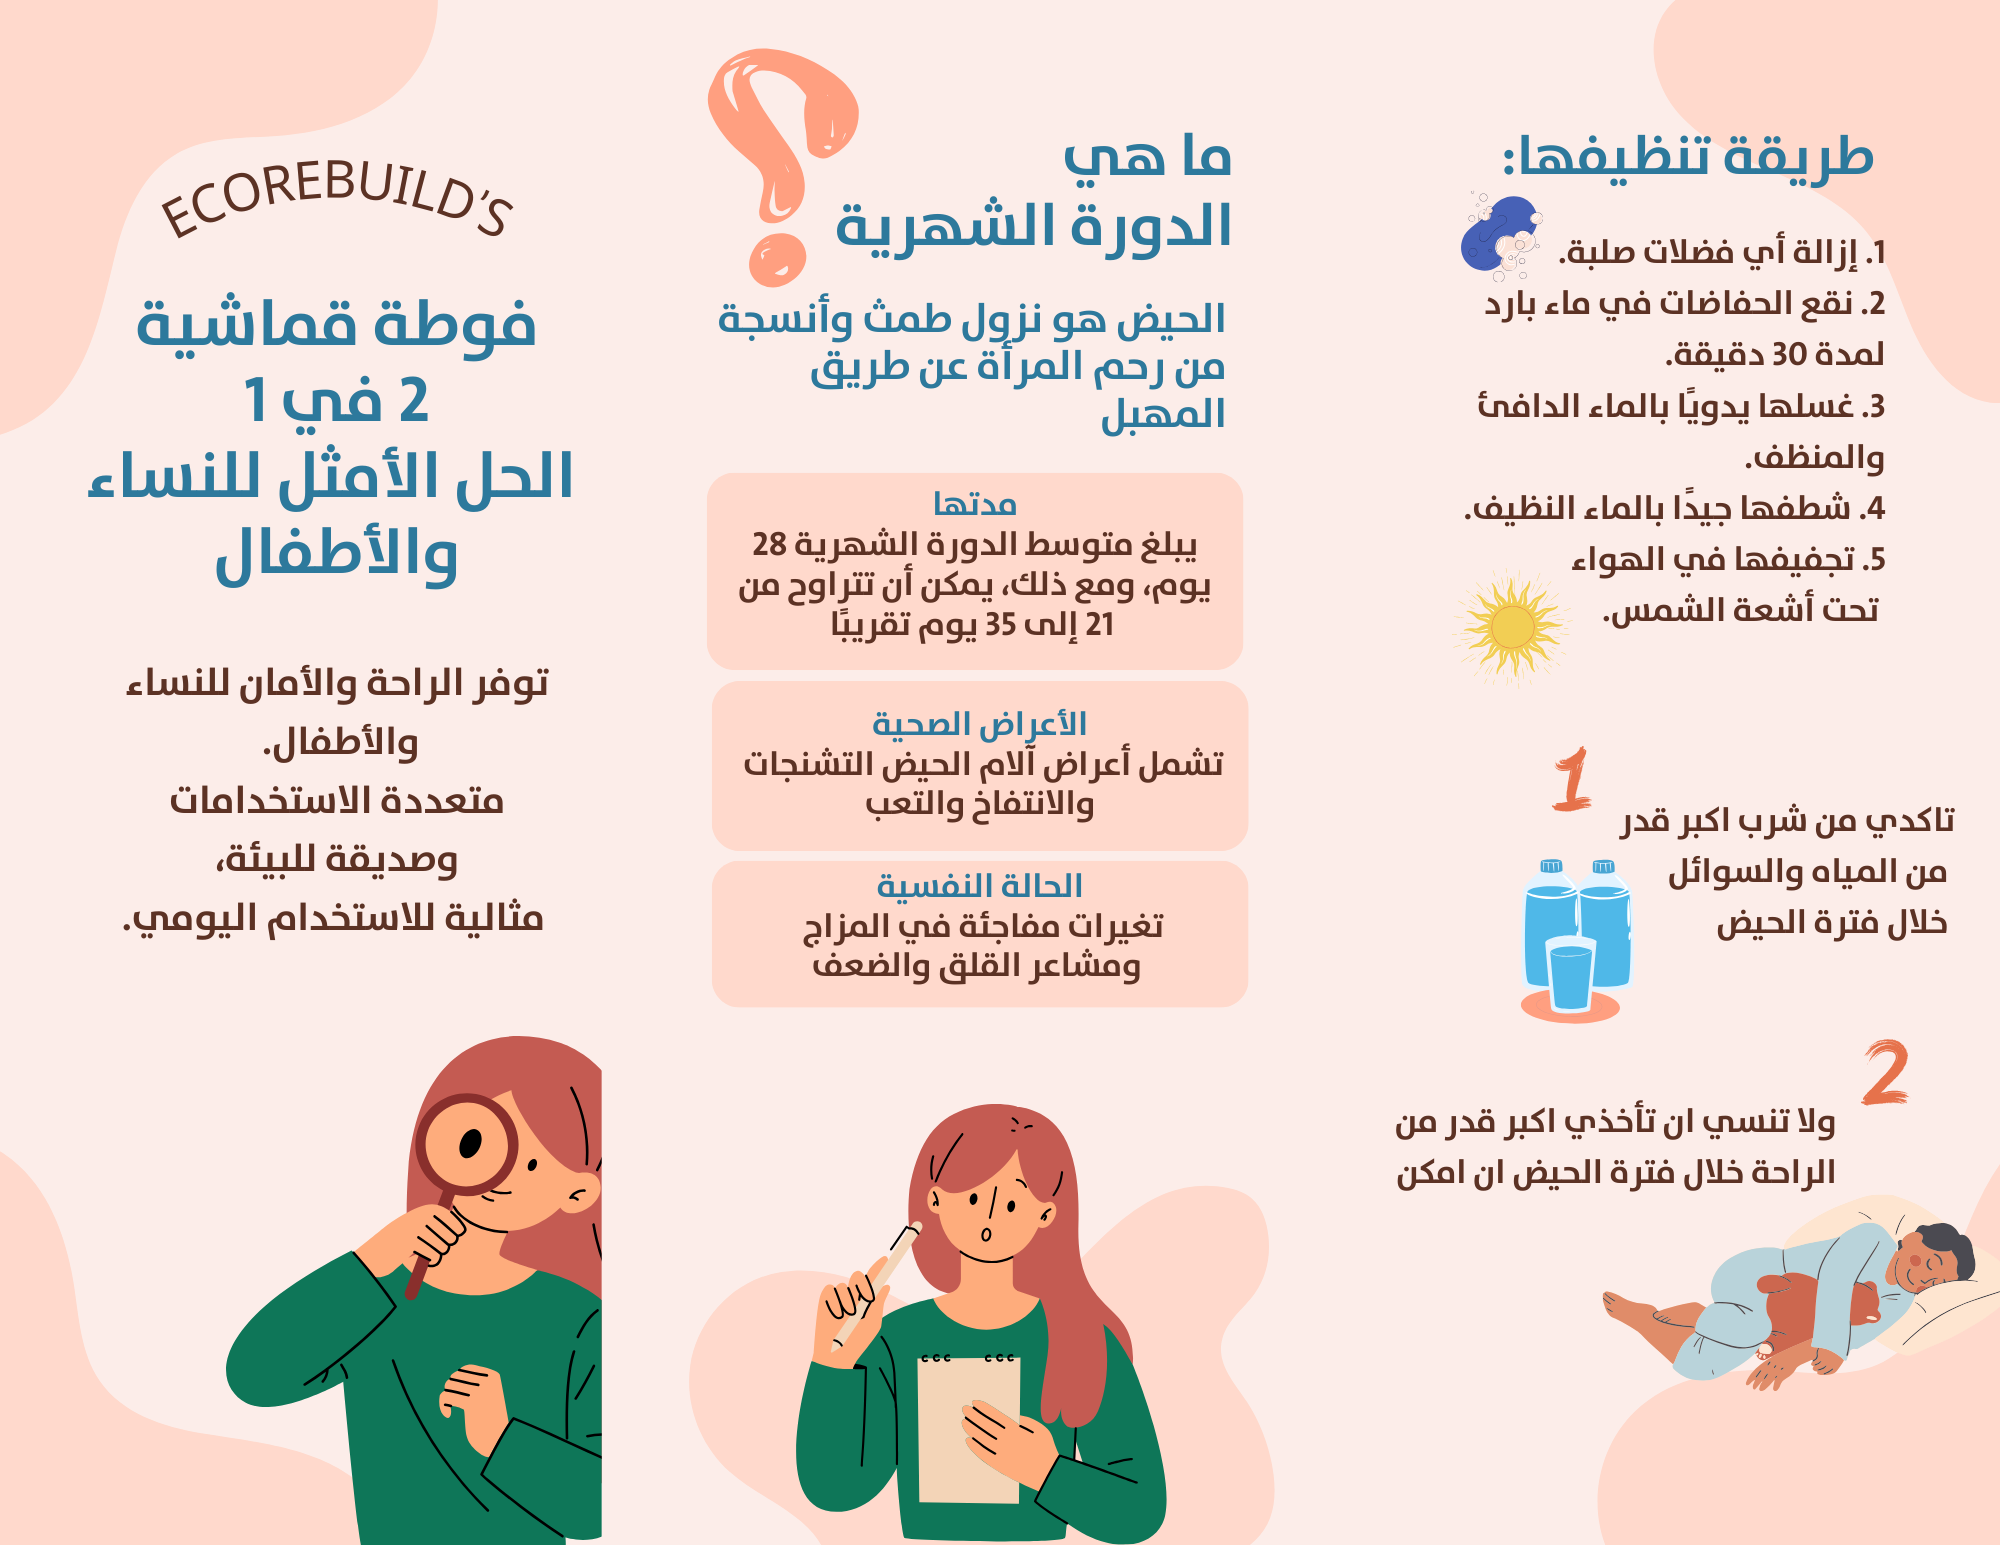 ECOREBUILD'S
فوطة قماشية
2 في 1
الحل الأمثل للنساء
والأطفال
توفر الراحة والأمان للنساء
والأطفال.
متعددة الاستخدامات
وصديقة للبيئة،
مثالية للاستخدام اليومي.
ما هي
الدورة الشهرية
؟
الحيض هو نزول طمث وأنسجة
من رحم المرأة عن طريق
المهبل
مدتها
يبلغ متوسط الدورة الشهرية 28
يوم، ومع ذلك، يمكن أن تتراوح من
21 إلى 35 يوم تقريبًا
الأعراض الصحية
تشمل أعراض آلام الحيض التشنجات
والانتفاخ والتعب
الحالة النفسية
تغيرات مفاجئة في المزاج
ومشاعر القلق والضعف
طريقة تنظيفها:
1. إزالة أي فضلات صلبة.
2. نقع الحفاضات في ماء بارد
لمدة 30 دقيقة.
3. غسلها يدويًا بالماء الدافئ
والمنظف.
4. شطفها جيدًا بالماء النظيف.
5. تجفيفها في الهواء
تحت أشعة الشمس.
1
تاكدي من شرب اكبر قدر
من المياه والسوائل
خلال فترة الحيض
2
ولا تنسي ان تأخذي اكبر قدر من
الراحة خلال فترة الحيض ان امكن